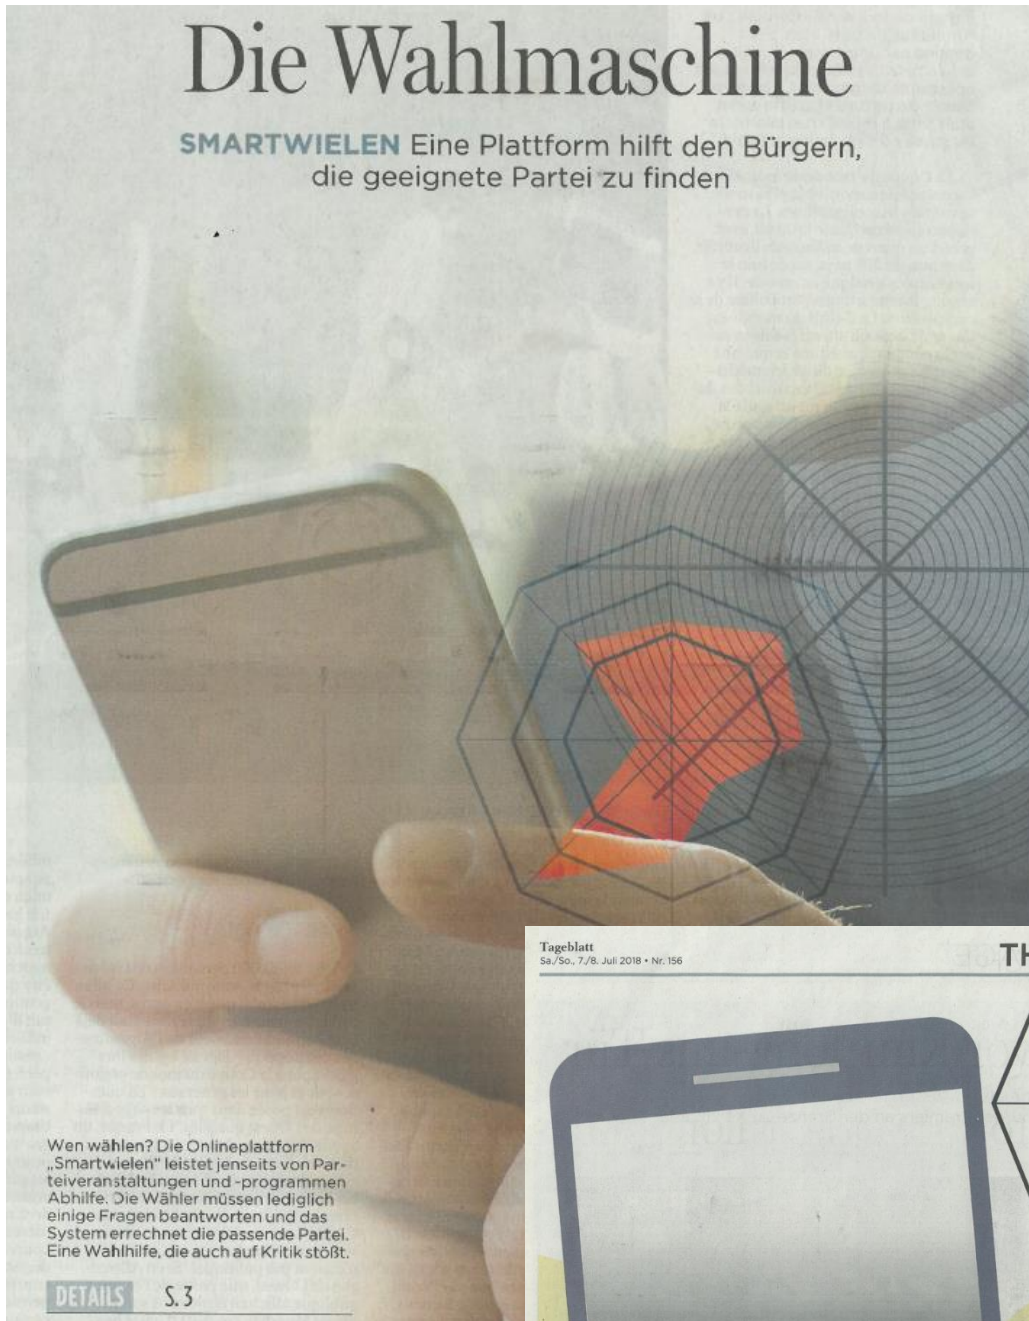 Die Wahlmaschine
SMARTWIELEN Eine Plattform hilft den Bürgern,
die geeignete Partei zu finden
Wen wählen? Die Onlineplattform
„Smartwielen“ leistet jenseits von Par-
teiveranstaltungen und -programmen
Abhilfe. Die Wähler müssen lediglich
einige Fragen beantworten und das
System errechnet die passende Partei.
Eine Wahlhilfe, die auch auf Kritik stößt.
DETAILS S. 3
Tageblatt
Sa./So., 7./8. Juli 2018 • Nr. 156
TH